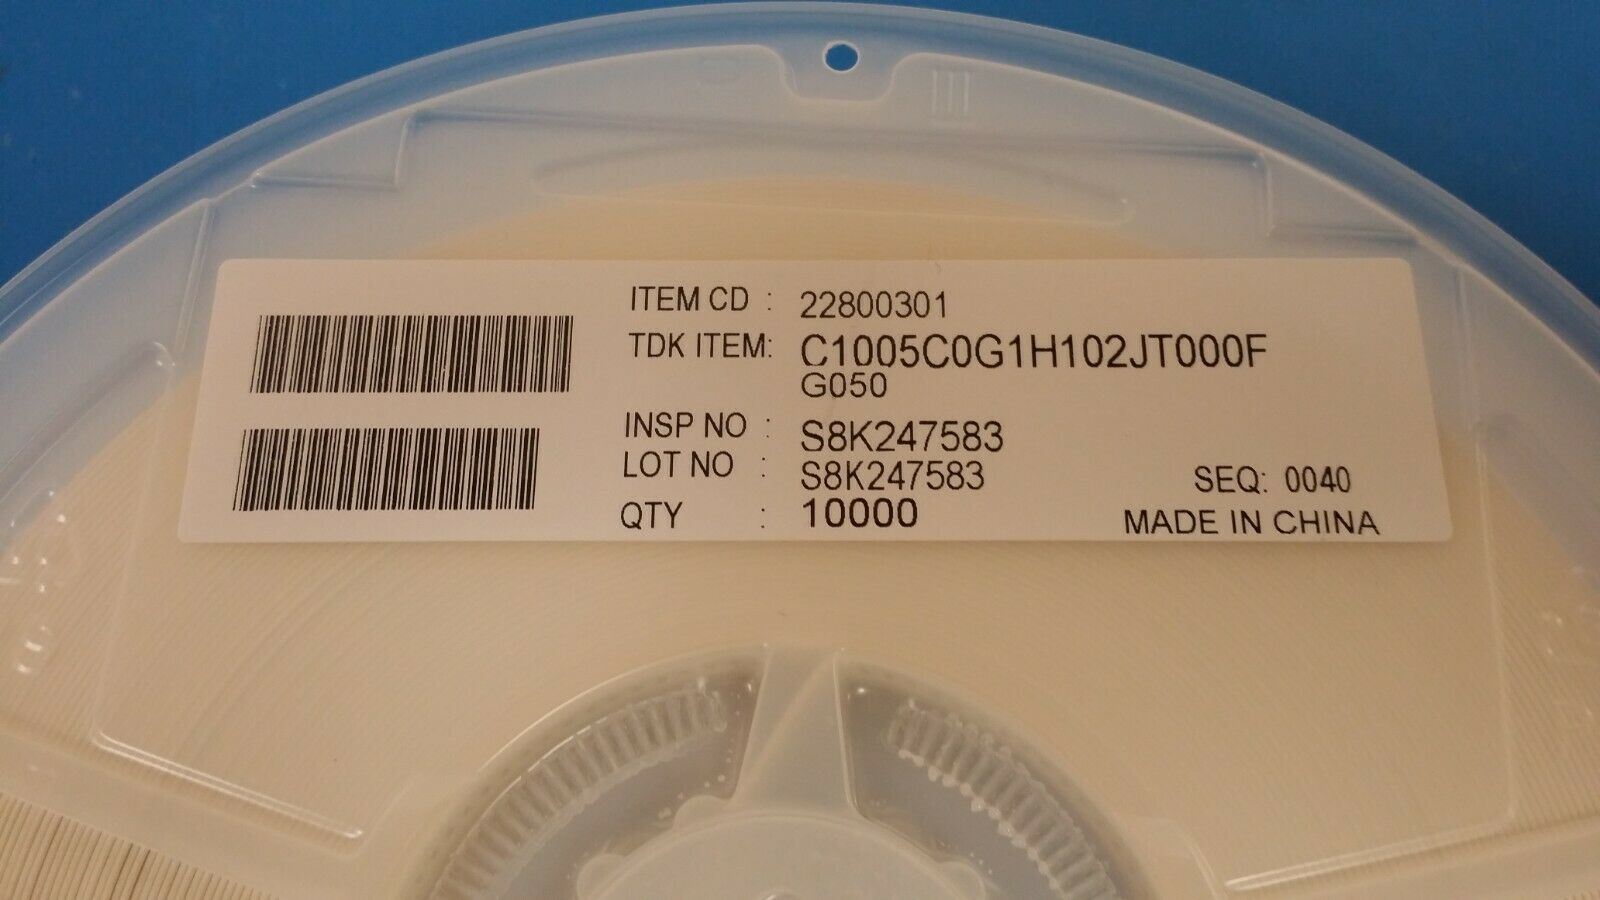 ITEM CD : 22800301
TDK ITEM: C1005C0G1H102JT000F
G050
INSP NO : S8K247583
LOT NO : S8K247583
SEQ: 0040
QTY : 10000
MADE IN CHINA